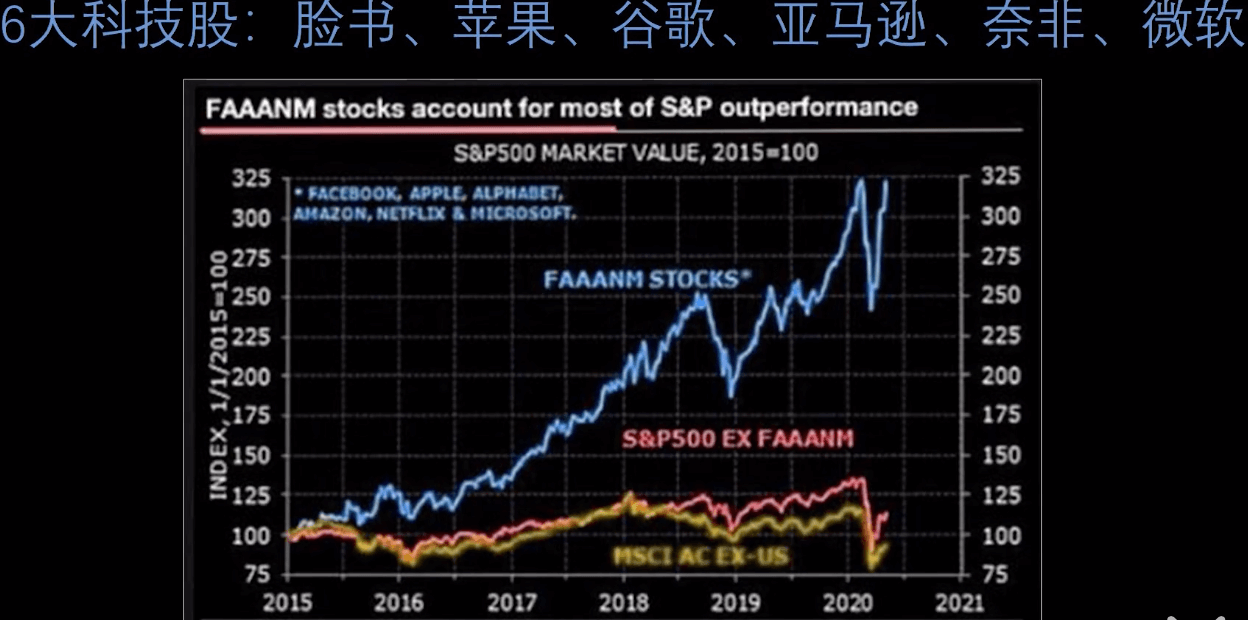 6大科技股：脸书、苹果、谷歌、亚马逊、奈非、微软
FAAANM stocks account for most of S&P outperformance
S&P500 MARKET VALUE, 2015=100
* FACEBOOK, APPLE, ALPHABET,
AMAZON, NETFLIX & MICROSOFT.
FAAANM STOCKS*
S&P500 EX FAAANM
MSCI AC EX-US
INDEX, 1/1/2015=100
325 325
300 300
275 275
250 250
225 225
200 200
175 175
150 150
125 125
100 100
75 75
2015 2016 2017 2018 2019 2020 2021